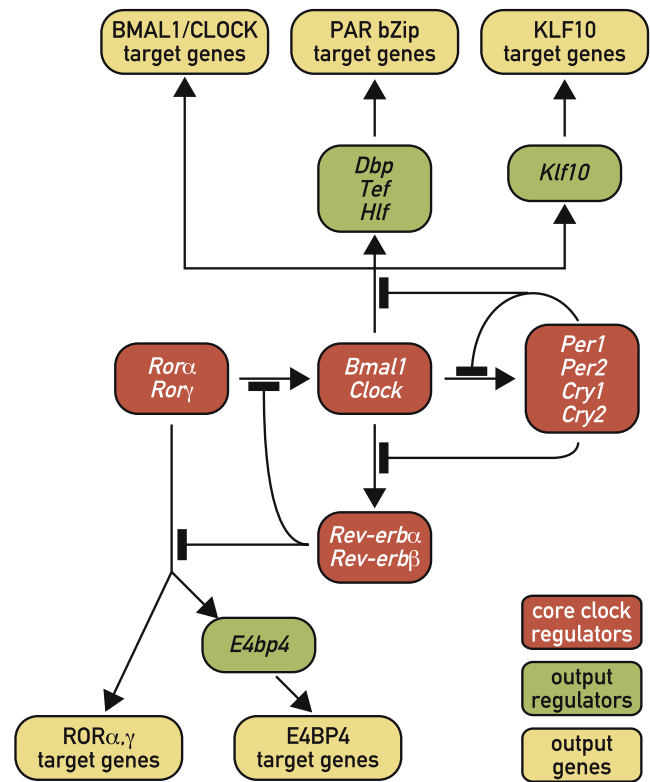 BMAL1/CLOCK
target genes
PAR bZip
target genes
KLF10
target genes
Dbp
Tef
Hlf
Klf10
Rorα
Rorγ
Bmal1
Clock
Per1
Per2
Cry1
Cry2
Rev-erbα
Rev-erbβ
E4bp4
RORα,γ
target genes
E4BP4
target genes
core clock
regulators
output
regulators
output
genes